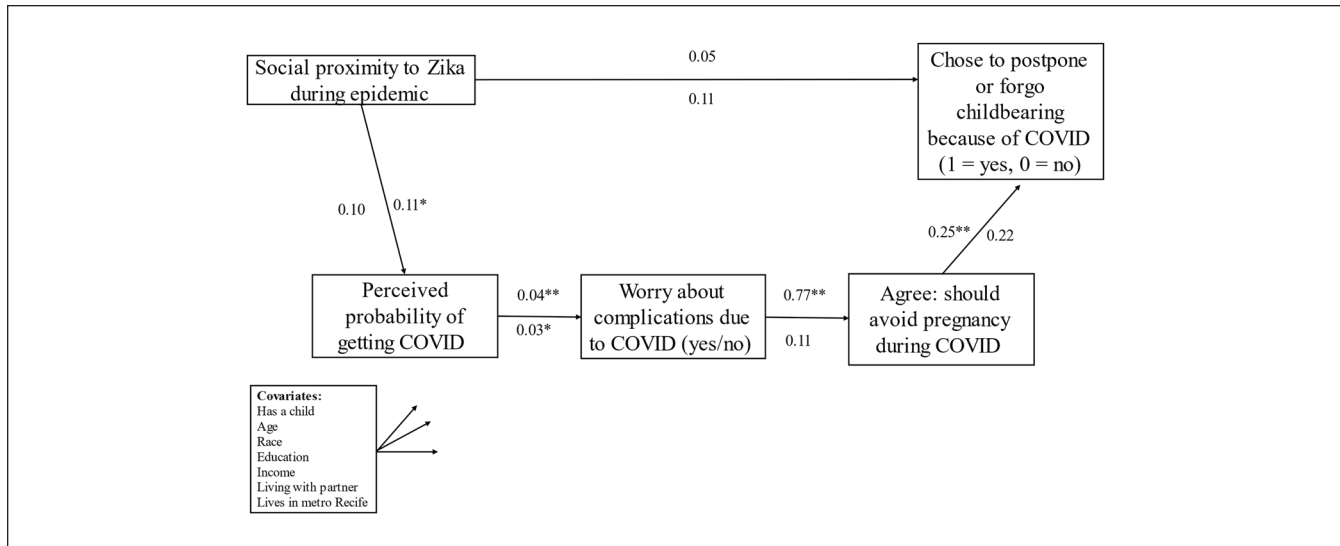 Social proximity to Zika
during epidemic
0.05
0.11
Chose to postpone
or forgo
childbearing
because of COVID
(1 = yes, 0 = no)
0.10
0.11*
0.25**
0.22
Perceived
probability of
getting COVID
0.04**
0.03*
Worry about
complications due
to COVID (yes/no)
0.77**
0.11
Agree: should
avoid pregnancy
during COVID
Covariates:
Has a child
Age
Race
Education
Income
Living with partner
Lives in metro Recife